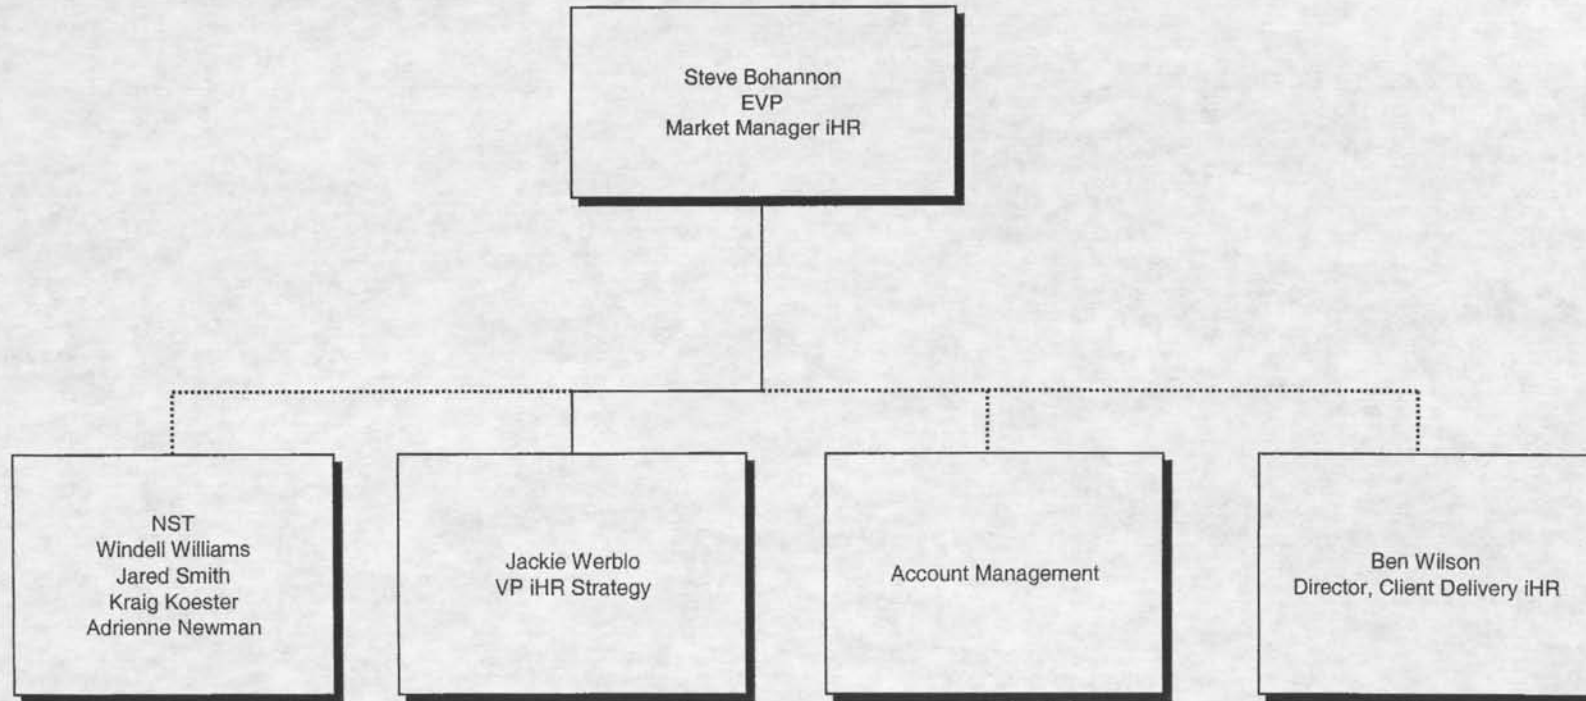 Steve Bohannon
EVP
Market Manager iHR
NST
Windell Williams
Jared Smith
Kraig Koester
Adrienne Newman
Jackie Werblo
VP iHR Strategy
Account Management
Ben Wilson
Director, Client Delivery iHR